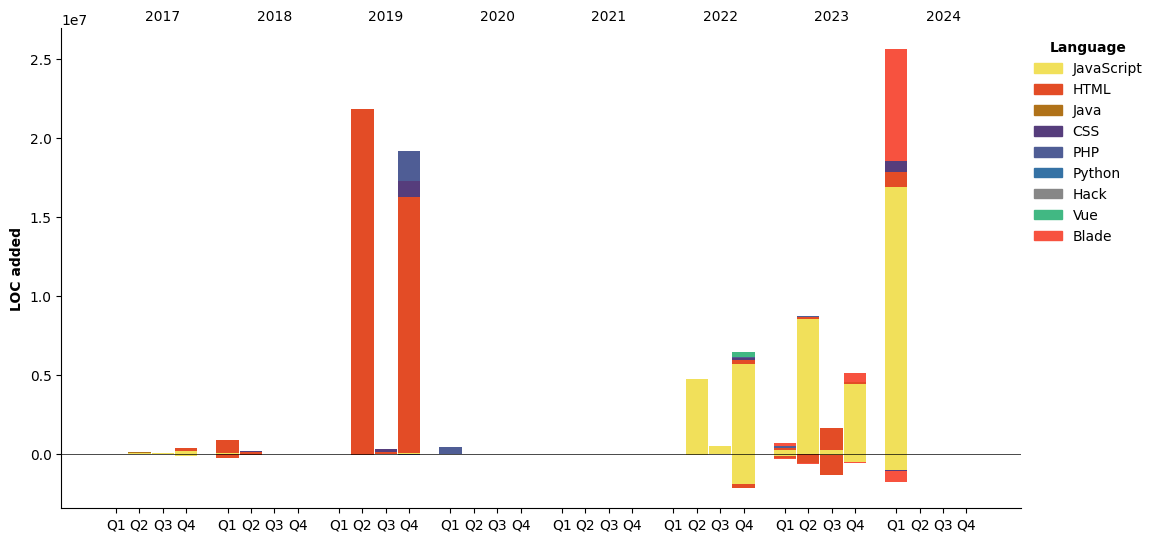 2017 2018 2019 2020 2021 2022 2023 2024
1e7
2.5
2.0
1.5
1.0
0.5
0.0
LOC added
Q1 Q2 Q3 Q4 Q1 Q2 Q3 Q4 Q1 Q2 Q3 Q4 Q1 Q2 Q3 Q4 Q1 Q2 Q3 Q4 Q1 Q2 Q3 Q4 Q1 Q2 Q3 Q4 Q1 Q2 Q3 Q4
Language
JavaScript
HTML
Java
CSS
PHP
Python
Hack
Vue
Blade